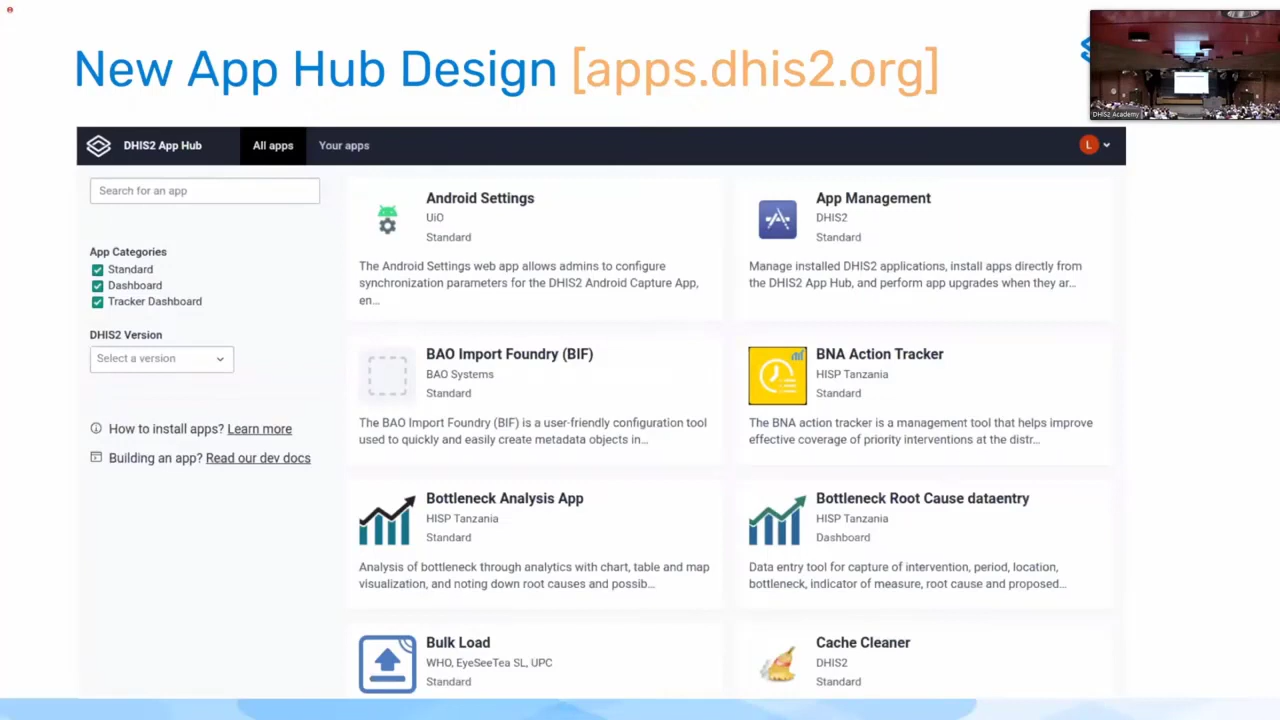 New App Hub Design [apps.dhis2.org]
DHIS2 Academy
DHIS2 App Hub
All apps
Your apps
L
Search for an app
App Categories
Standard
Dashboard
Tracker Dashboard
DHIS2 Version
Select a version
How to install apps? Learn more
Building an app? Read our dev docs
Android Settings
UiO
Standard
The Android Settings web app allows admins to configure
synchronization parameters for the DHIS2 Android Capture App,
en...
App Management
DHIS2
Standard
Manage installed DHIS2 applications, install apps directly from
the DHIS2 App Hub, and perform app upgrades when they ar...
BAO Import Foundry (BIF)
BAO Systems
Standard
The BAO Import Foundry (BIF) is a user-friendly configuration tool
used to quickly and easily create metadata objects in...
BNA Action Tracker
HISP Tanzania
Standard
The BNA action tracker is a management tool that helps improve
effective coverage of priority interventions at the distr...
Bottleneck Analysis App
HISP Tanzania
Standard
Analysis of bottleneck through analytics with chart, table and map
visualization, and noting down root causes and possib...
Bottleneck Root Cause dataentry
HISP Tanzania
Dashboard
Data entry tool for capture of intervention, period, location,
bottleneck, indicator of measure, root cause and proposed...
Bulk Load
WHO, EyeSeeTea SL, UPC
Standard
Cache Cleaner
DHIS2
Standard